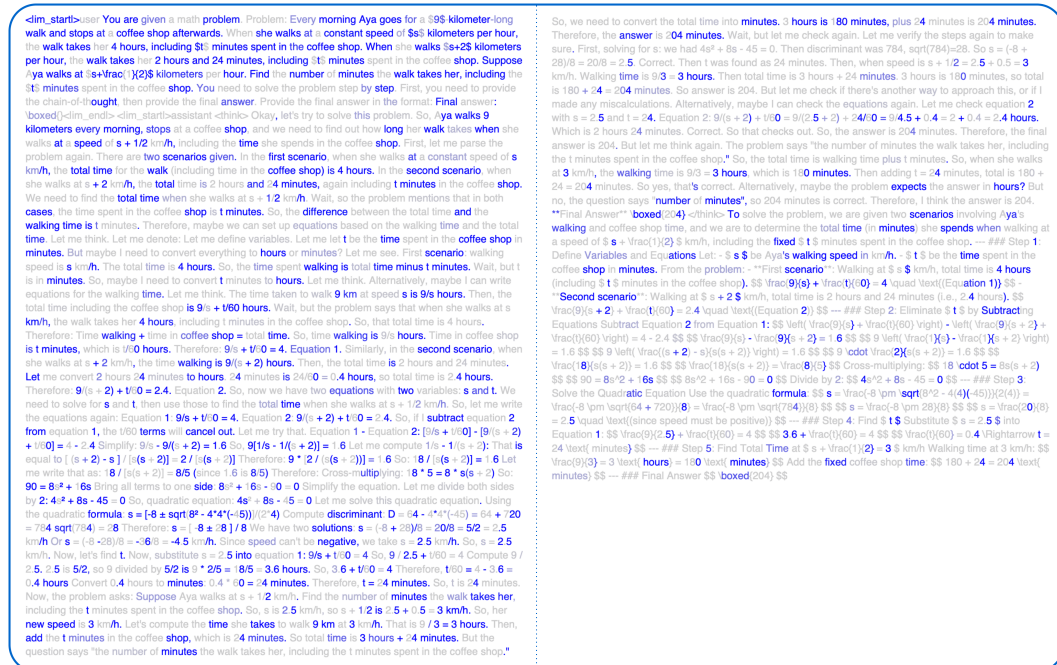 <|im_start|>user You are given a math problem. Problem: Every morning Aya goes for a $9$ kilometer-long
walk and stops at a coffee shop afterwards. When she walks at a constant speed of $s$ kilometers per hour,
the walk takes her 4 hours, including $t$ minutes spent in the coffee shop. When she walks $s+2$ kilometers
per hour, the walk takes her 2 hours and 24 minutes, including $t$ minutes spent in the coffee shop. Suppose
Aya walks at $s+\frac{1}{2}$ kilometers per hour. Find the number of minutes the walk takes her, including the
$t$ minutes spent in the coffee shop. You need to solve the problem step by step. First, you need to provide
the chain-of-thought, then provide the final answer. Provide the final answer in the format: Final answer:
\boxed{}<|im_end|> <|im_start|>assistant <think> Okay, let's try to solve this problem. So, Aya walks 9
kilometers every morning, stops at a coffee shop, and we need to find out how long her walk takes when she
walks at a speed of s + 1/2 km/h, including the time she spends in the coffee shop. First, let me parse the
problem again. There are two scenarios given. In the first scenario, when she walks at a constant speed of s
km/h, the total time for the walk (including time in the coffee shop) is 4 hours. In the second scenario, when
she walks at s + 2 km/h, the total time is 2 hours and 24 minutes, again including t minutes in the coffee shop.
We need to find the total time when she walks at s + 1/2 km/h. Wait, so the problem mentions that in both
cases, the time spent in the coffee shop is t minutes. So, the difference between the total time and the
walking time is t minutes. Therefore, maybe we can set up equations based on the walking time and the total
time. Let me think. Let me denote: Let me define variables. Let me let t be the time spent in the coffee shop in
minutes. But maybe I need to convert everything to hours or minutes? Let me see. First scenario: walking
speed is s km/h. The total time is 4 hours. So, the time spent walking is total time minus t minutes. Wait, but t
is in minutes. So, maybe I need to convert t minutes to hours. Let me think. Alternatively, maybe I can write
equations for the walking time. Let me think. The time taken to walk 9 km at speed s is 9/s hours. Then, the
total time including the coffee shop is 9/s + t/60 hours. Wait, but the problem says that when she walks at s
km/h, the walk takes her 4 hours, including t minutes in the coffee shop. So, that total time is 4 hours.
Therefore: Time walking + time in coffee shop = total time. So, time walking is 9/s hours. Time in coffee shop
is t minutes, which is t/60 hours. Therefore: 9/s + t/60 = 4. Equation 1. Similarly, in the second scenario, when
she walks at s + 2 km/h, the time walking is 9/(s + 2) hours. Then, the total time is 2 hours and 24 minutes.
Let me convert 2 hours 24 minutes to hours. 24 minutes is 24/60 = 0.4 hours, so total time is 2.4 hours.
Therefore: 9/(s + 2) + t/60 = 2.4. Equation 2. So, now we have two equations with two variables: s and t. We
need to solve for s and t, then use those to find the total time when she walks at s + 1/2 km/h. So, let me write
the equations again: Equation 1: 9/s + t/60 = 4. Equation 2: 9/(s + 2) + t/60 = 2.4. So, if I subtract equation 2
from equation 1, the t/60 terms will cancel out. Let me try that. Equation 1 - Equation 2: [9/s + t/60] - [9/(s + 2)
+ t/60] = 4 - 2.4 Simplify: 9/s - 9/(s + 2) = 1.6 So. 9[1/s - 1/(s + 2)] = 1.6 Let me compute 1/s - 1/(s + 2): That is
equal to [ (s + 2) - s ] / [s(s + 2)] = 2 / [s(s + 2)] Therefore: 9 * [2 / (s(s + 2))] = 1.6 So: 18 / [s(s + 2)] = 1.6 Let
me write that as: 18 / [s(s + 2)] = 8/5 (since 1.6 is 8/5) Therefore: Cross-multiplying: 18 * 5 = 8 * s(s + 2) So:
90 = 8s² + 16s Bring all terms to one side: 8s² + 16s - 90 = 0 Simplify the equation. Let me divide both sides
by 2: 4s² + 8s - 45 = 0 So, quadratic equation: 4s² + 8s - 45 = 0 Let me solve this quadratic equation. Using
the quadratic formula: s = [-8 ± sqrt(8² - 4*4*(-45))]/(2*4) Compute discriminant: D = 64 - 4*4*(-45) = 64 + 720
= 784 sqrt(784) = 28 Therefore: s = [ -8 ± 28 ] / 8 We have two solutions: s = (-8 + 28)/8 = 20/8 = 5/2 = 2.5
km/h Or s = (-8 -28)/8 = -36/8 = -4.5 km/h. Since speed can't be negative, we take s = 2.5 km/h. So, s = 2.5
km/h. Now, let's find t. Now, substitute s = 2.5 into equation 1: 9/s + t/60 = 4 So, 9 / 2.5 + t/60 = 4 Compute 9 /
2.5. 2.5 is 5/2, so 9 divided by 5/2 is 9 * 2/5 = 18/5 = 3.6 hours. So, 3.6 + t/60 = 4 Therefore, t/60 = 4 - 3.6 =
0.4 hours Convert 0.4 hours to minutes: 0.4 * 60 = 24 minutes. Therefore, t = 24 minutes. So, t is 24 minutes.
Now, the problem asks: Suppose Aya walks at s + 1/2 km/h. Find the number of minutes the walk takes her,
including the t minutes spent in the coffee shop. So, s is 2.5 km/h, so s + 1/2 is 2.5 + 0.5 = 3 km/h. So, her
new speed is 3 km/h. Let's compute the time she takes to walk 9 km at 3 km/h. That is 9 / 3 = 3 hours. Then,
add the t minutes in the coffee shop, which is 24 minutes. So total time is 3 hours + 24 minutes. But the
question says "the number of minutes the walk takes her, including the t minutes spent in the coffee shop."
So, we need to convert the total time into minutes. 3 hours is 180 minutes, plus 24 minutes is 204 minutes.
Therefore, the answer is 204 minutes. Wait, but let me check again. Let me verify the steps again to make
sure. First, solving for s: we had 4s² + 8s - 45 = 0. Then discriminant was 784, sqrt(784)=28. So s = (-8 +
28)/8 = 20/8 = 2.5. Correct. Then t was found as 24 minutes. Then, when speed is s + 1/2 = 2.5 + 0.5 = 3
km/h. Walking time is 9/3 = 3 hours. Then total time is 3 hours + 24 minutes. 3 hours is 180 minutes, so total
is 180 + 24 = 204 minutes. So answer is 204. But let me check if there's another way to approach this, or if I
made any miscalculations. Alternatively, maybe I can check the equations again. Let me check equation 2
with s = 2.5 and t = 24. Equation 2: 9/(s + 2) + t/60 = 9/(2.5 + 2) + 24/60 = 9/4.5 + 0.4 = 2 + 0.4 = 2.4 hours.
Which is 2 hours 24 minutes. Correct. So that checks out. So, the answer is 204 minutes. Therefore, the final
answer is 204. But let me think again. The problem says "the number of minutes the walk takes her, including
the t minutes spent in the coffee shop." So, the total time is walking time plus t minutes. So, when she walks
at 3 km/h, the walking time is 9/3 = 3 hours, which is 180 minutes. Then adding t = 24 minutes, total is 180 +
24 = 204 minutes. So yes, that's correct. Alternatively, maybe the problem expects the answer in hours? But
no, the question says "number of minutes", so 204 minutes is correct. Therefore, I think the answer is 204.
**Final Answer** \boxed{204} </think> To solve the problem, we are given two scenarios involving Aya's
walking and coffee shop time, and we are to determine the total time (in minutes) she spends when walking
at a speed of $ s + \frac{1}{2} $ km/h, including the fixed $ t $ minutes spent in the coffee shop. --- ### Step 1:
Define Variables and Equations Let: - $ s $ be Aya's walking speed in km/h. - $ t $ be the time spent in the
coffee shop in minutes. From the problem: - **First scenario**: Walking at $ s $ km/h, total time is 4 hours
(including $ t $ minutes in the coffee shop). $$ \frac{9}{s} + \frac{t}{60} = 4 \quad \text{(Equation 1)} $$ -
**Second scenario**: Walking at $ s + 2 $ km/h, total time is 2 hours and 24 minutes (i.e., 2.4 hours). $$
\frac{9}{s + 2} + \frac{t}{60} = 2.4 \quad \text{(Equation 2)} $$ --- ### Step 2: Eliminate $ t $ by Subtracting
Equations Subtract Equation 2 from Equation 1: $$ \left( \frac{9}{s} + \frac{t}{60} \right) - \left( \frac{9}{s + 2} +
\frac{t}{60} \right) = 4 - 2.4 $$ $$ \frac{9}{s} - \frac{9}{s + 2} = 1.6 $$ $$ 9 \left( \frac{1}{s} - \frac{1}{s + 2} \right)
= 1.6 $$ $$ 9 \left( \frac{(s + 2) - s}{s(s + 2)} \right) = 1.6 $$ $$ 9 \cdot \frac{2}{s(s + 2)} = 1.6 $$ $$
\frac{18}{s(s + 2)} = 1.6 $$ $$ \frac{18}{s(s + 2)} = \frac{8}{5} $$ Cross-multiplying: $$ 18 \cdot 5 = 8s(s + 2)
$$ $$ 90 = 8s^2 + 16s $$ $$ 8s^2 + 16s - 90 = 0 $$ Divide by 2: $$ 4s^2 + 8s - 45 = 0 $$ --- ### Step 3:
Solve the Quadratic Equation Use the quadratic formula: $$ s = \frac{-8 \pm \sqrt{8^2 - 4(4)(-45)}}{2(4)} =
\frac{-8 \pm \sqrt{64 + 720}}{8} = \frac{-8 \pm \sqrt{784}}{8} $$ $$ s = \frac{-8 \pm 28}{8} $$ $$ s = \frac{20}{8}
= 2.5 \quad \text{(since speed must be positive)} $$ --- ### Step 4: Find $ t $ Substitute $ s = 2.5 $ into
Equation 1: $$ \frac{9}{2.5} + \frac{t}{60} = 4 $$ $$ 3.6 + \frac{t}{60} = 4 $$ $$ \frac{t}{60} = 0.4 \Rightarrow t =
24 \text{ minutes} $$ --- ### Step 5: Find Total Time at $ s + \frac{1}{2} = 3 $ km/h Walking time at 3 km/h: $$
\frac{9}{3} = 3 \text{ hours} = 180 \text{ minutes} $$ Add the fixed coffee shop time: $$ 180 + 24 = 204 \text{
minutes} $$ --- ### Final Answer $$ \boxed{204} $$